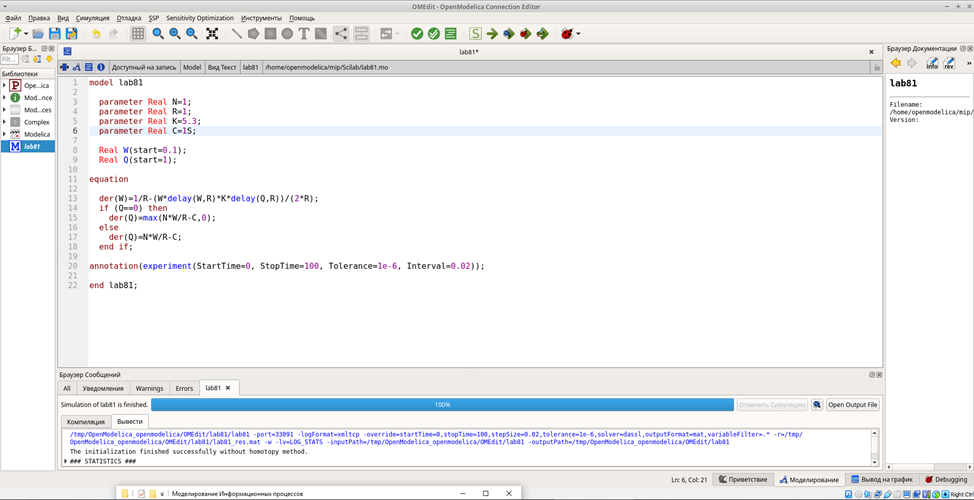 OMEdit - OpenModelica Connection Editor
Файл Правка Вид Симуляция Отладка SSP Sensitivity Optimization Инструменты Помощь
Браузер Б...
Филт...
Библиотеки
Ope...ica
Mod...nce
Mod...ces
Complex
Modelica
lab81
lab81*
Доступный на запись Model Вид Текст lab81 /home/openmodelica/mip/Scilab/lab81.mo
1 model lab81
2
3 parameter Real N=1;
4 parameter Real R=1;
5 parameter Real K=5.3;
6 parameter Real C=1S;
7
8 Real W(start=0.1);
9 Real Q(start=1);
10
11 equation
12
13 der(W)=1/R-(W*delay(W,R)*K*delay(Q,R))/(2*R);
14 if (Q==0) then
15 der(Q)=max(N*W/R-C,0);
16 else
17 der(Q)=N*W/R-C;
18 end if;
19
20 annotation(experiment(StartTime=0, StopTime=100, Tolerance=1e-6, Interval=0.02));
21
22 end lab81;
Браузер Документации
info rev
lab81
Filename:
/home/openmodelica/mip/
Version:
Браузер Сообщений
All Уведомления Warnings Errors lab81
Simulation of lab81 is finished. 100% Отменить Симуляцию Open Output File
Компиляция Вывести
/tmp/OpenModelica_openmodelica/OMEdit/lab81/lab81 -port=33091 -logFormat=xmltcp -override=startTime=0,stopTime=100,stepSize=0.02,tolerance=1e-6,solver=dassl,outputFormat=mat,variableFilter=.* -r=/tmp/
OpenModelica_openmodelica/OMEdit/lab81/lab81_res.mat -w -lv=LOG_STATS -inputPath=/tmp/OpenModelica_openmodelica/OMEdit/lab81 -outputPath=/tmp/OpenModelica_openmodelica/OMEdit/lab81
The initialization finished successfully without homotopy method.
### STATISTICS ###
Ln: 6, Col: 21 Приветствие Моделирование Вывод на график Debugging
Моделирование Информационных процессов
Right Ctrl